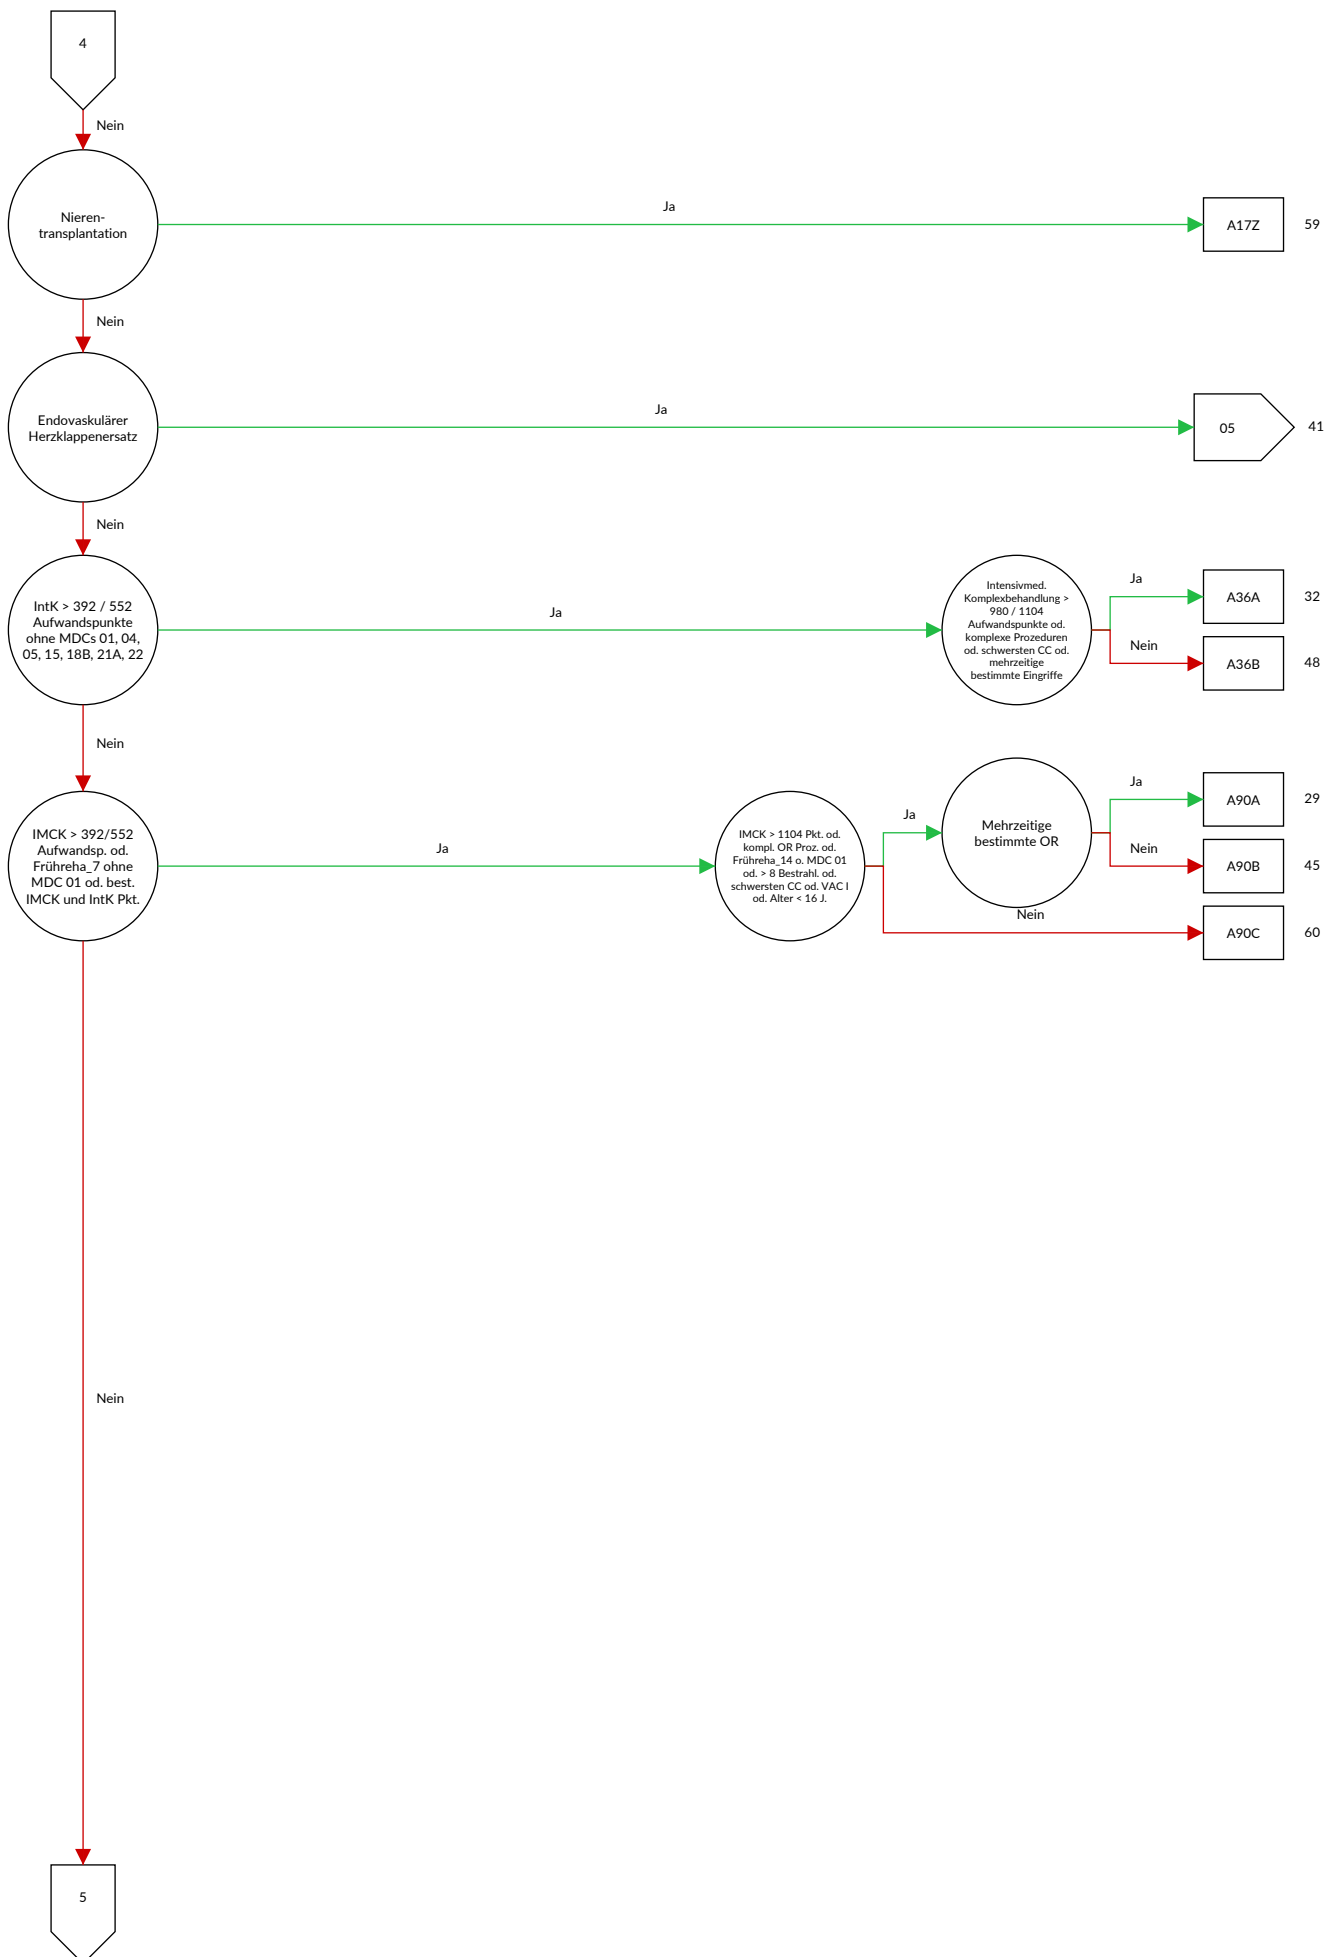 4
Nein
Nieren-
transplantation
Ja
A17Z
59
Nein
Endovaskulärer
Herzklappenersatz
Ja
05
41
Nein
IntK > 392 / 552
Aufwandspunkte
ohne MDCs 01, 04,
05, 15, 18B, 21A, 22
Ja
Intensivmed.
Komplexbehandlung >
980 / 1104
Aufwandspunkte od.
komplexe Prozeduren
od. schwersten CC od.
mehrzeitige
bestimmte Eingriffe
Ja
A36A
32
Nein
A36B
48
Nein
IMCK > 392/552
Aufwandsp. od.
Frühreha_7 ohne
MDC 01 od. best.
IMCK und IntK Pkt.
Ja
IMCK > 1104 Pkt. od.
kompl. OR Proz. od.
Frühreha_14 o. MDC 01
od. > 8 Bestrahl. od.
schwersten CC od. VAC I
od. Alter < 16 J.
Ja
Mehrzeitige
bestimmte OR
Ja
A90A
29
Nein
A90B
45
Nein
A90C
60
Nein
5